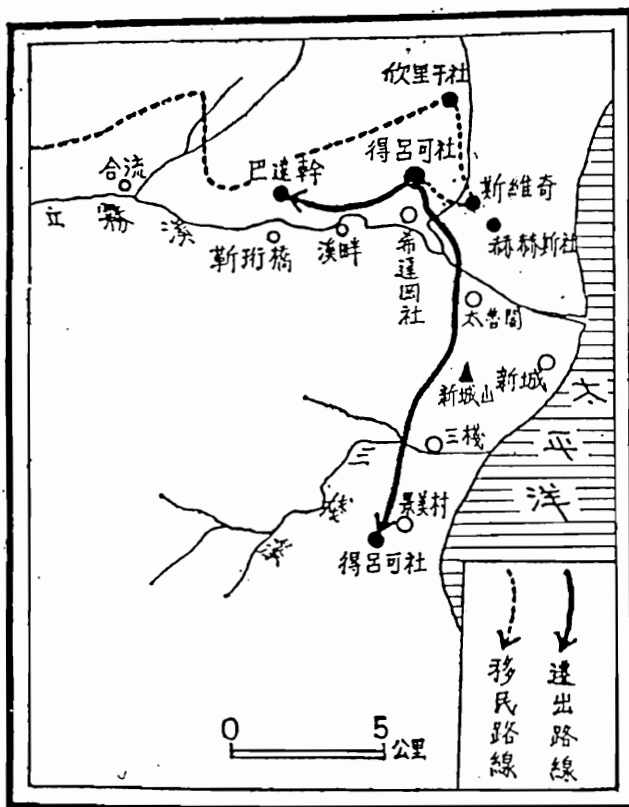 欣里干社
得呂可社
合流
巴達幹
斯維奇
立霧溪
赫赫斯社
靳珩橋
溪畔
希達岡社
太魯閣
新城山
新城
太平洋
三棧
三棧溪
景美村
得呂可社
移民路線
遷出路線
0 5
公里